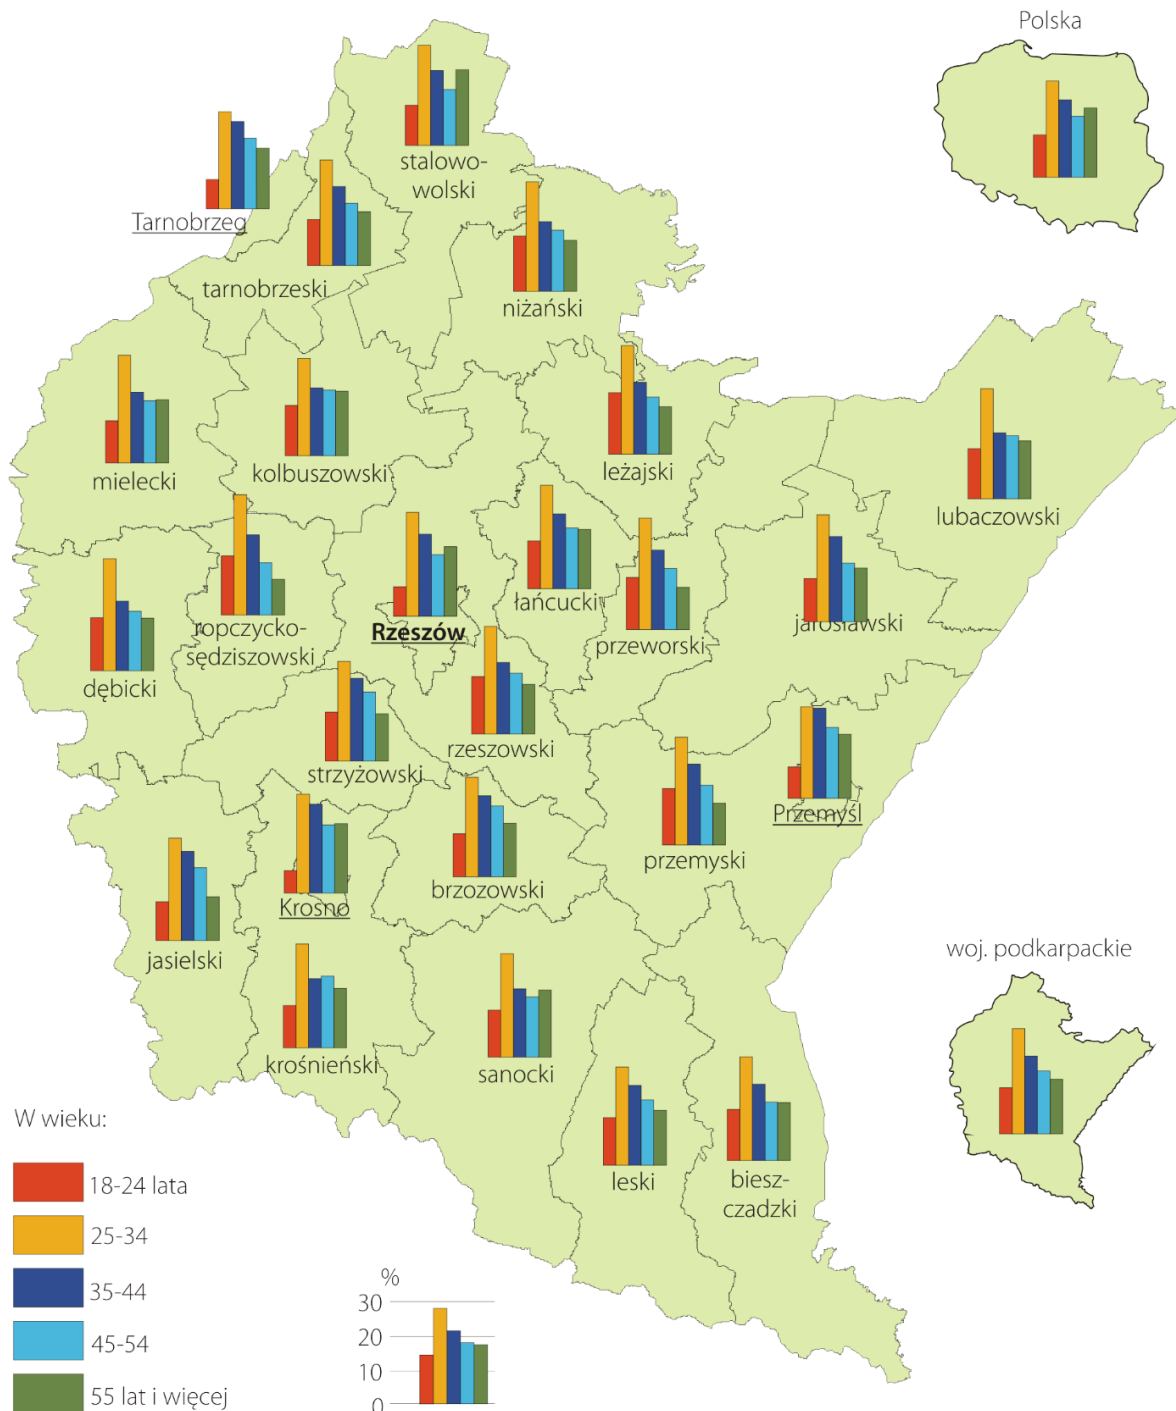 Polska
stalowo-
wolski
Tarnobrzeg
tarnobrzeski
niżański
mielecki
kolbuszowski
leżajski
lubaczowski
ropczycko-
sędziszowski
Rzeszów
łańcucki
przeworski
jarosławski
dębicki
rzeszowski
strzyżowski
Przemyśl
przemyski
brzozowski
Krosno
jasielski
woj. podkarpackie
krośnieński
sanocki
leski
biesz-
czadzki
W wieku:
18-24 lata
25-34
35-44
45-54
55 lat i więcej
%
30
20
10
0